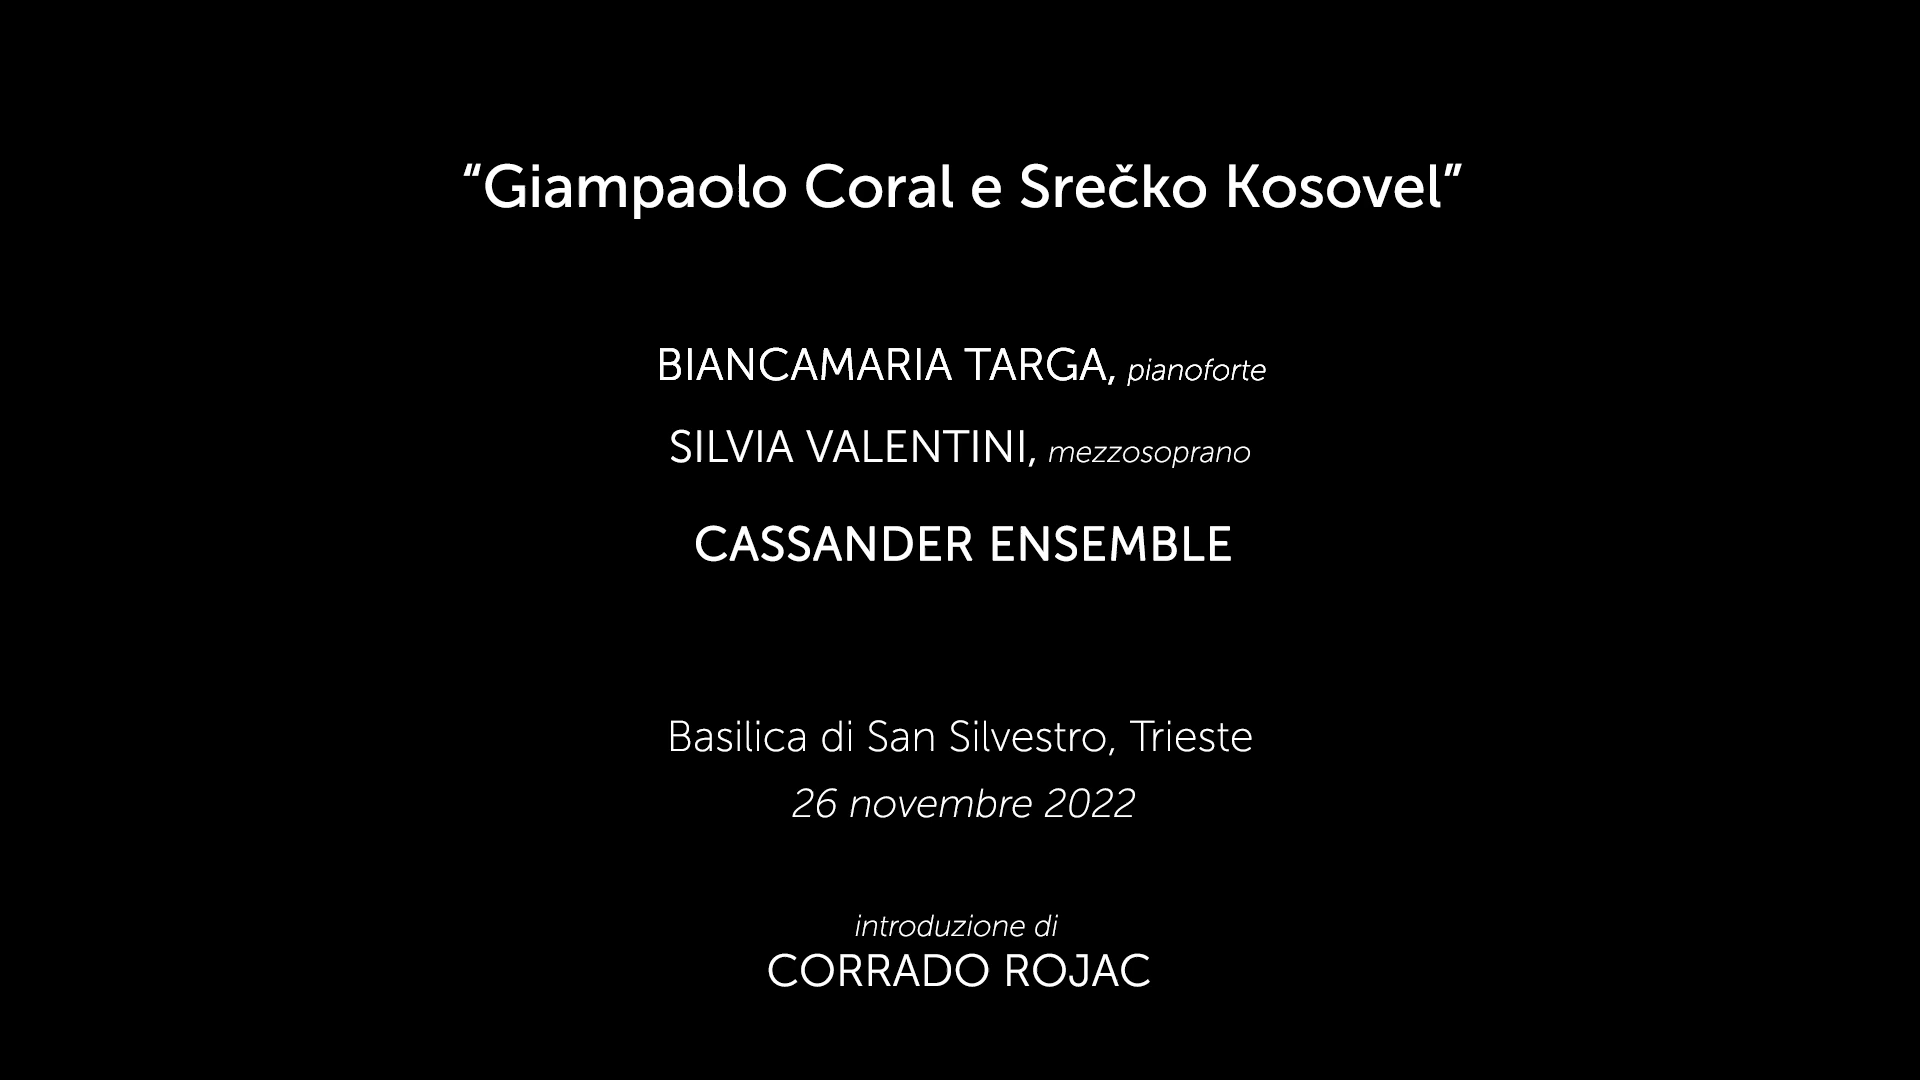 “Giampaolo Coral e Srečko Kosovel”
BIANCAMARIA TARGA, pianoforte
SILVIA VALENTINI, mezzosoprano
CASSANDER ENSEMBLE
Basilica di San Silvestro, Trieste
26 novembre 2022
introduzione di
CORRADO ROJAC